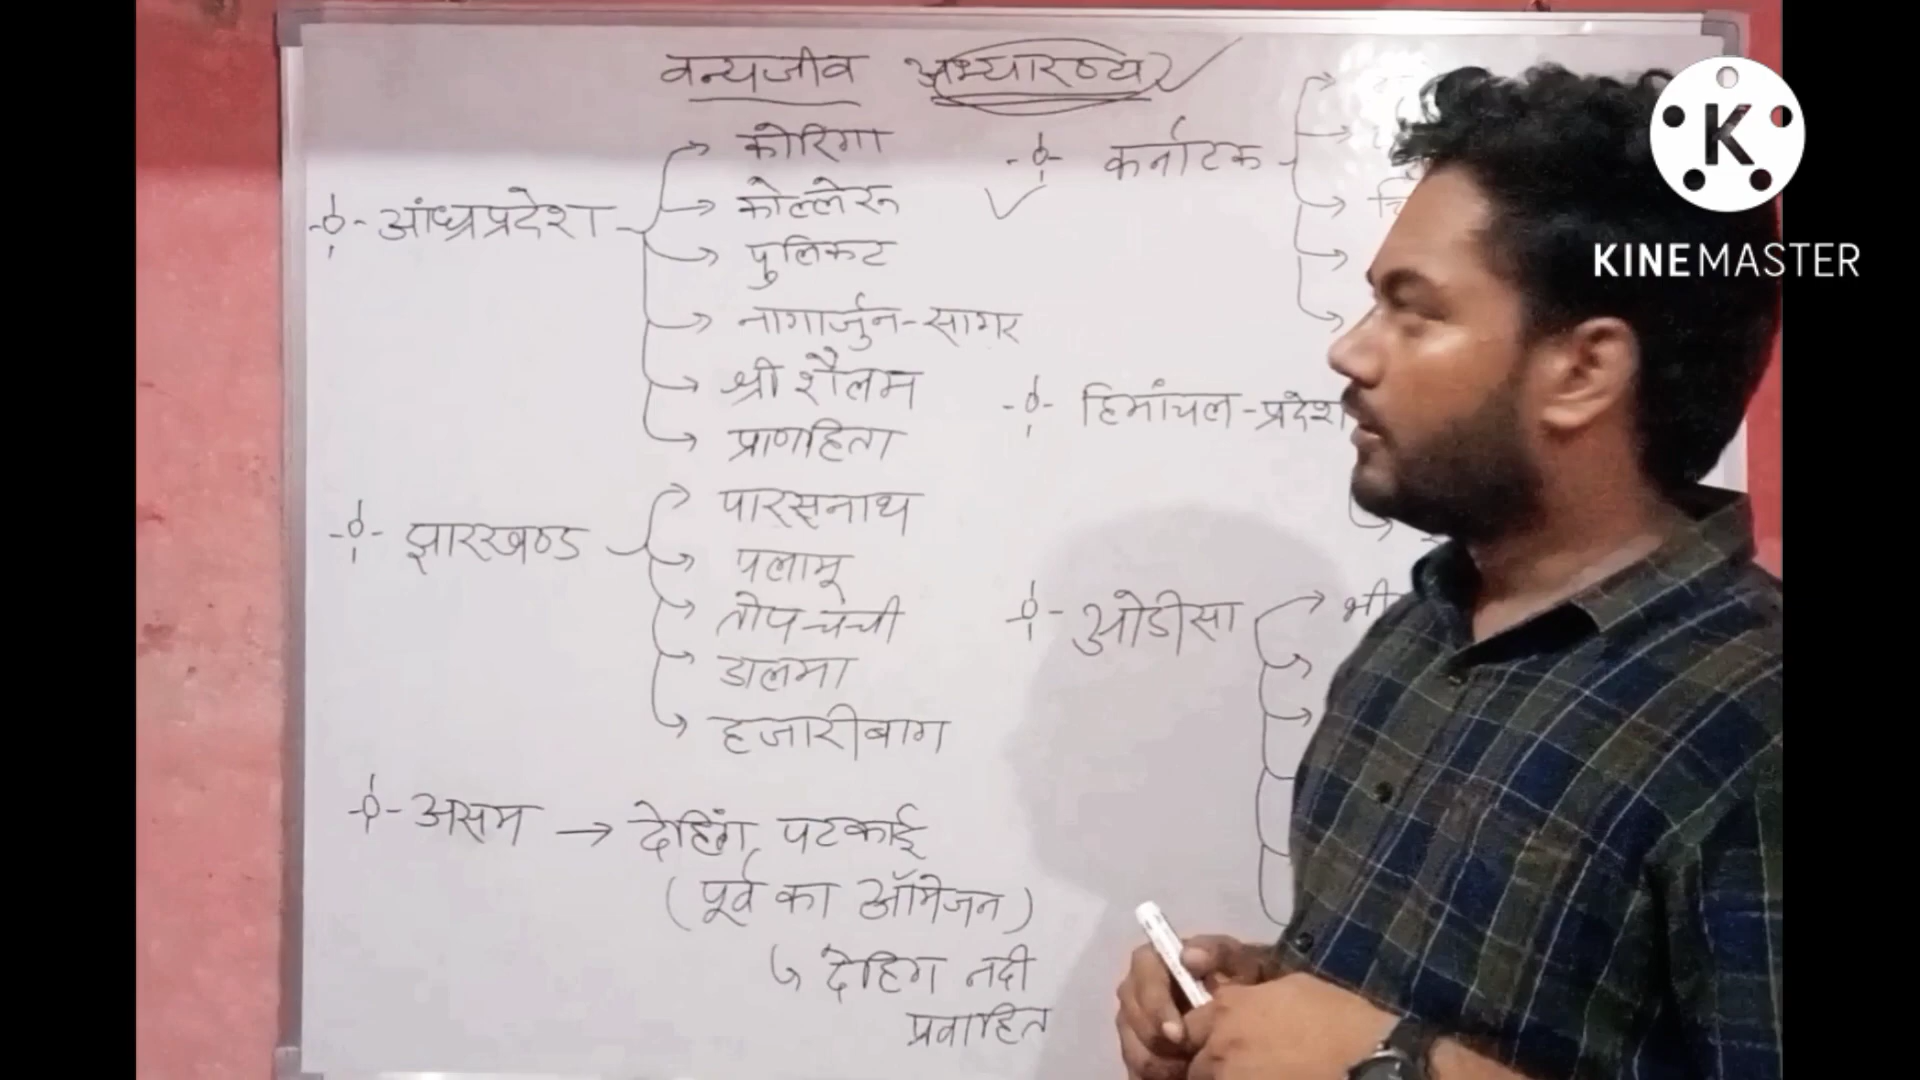 वन्यजीव अभ्यारण्य
आंध्रप्रदेश
कोरिंगा
कोल्लेरू
पुलिकट
नागार्जुन-सागर
श्री शैलम
प्राणहिता
झारखण्ड
पारसनाथ
पलामू
तोपचंची
डालमा
हजारीबाग
असम → देहिंग पटकाई
(पूर्व का ऑमेजन)
देहिंग नदी
प्रवाहित
कर्नाटक
हिमांचल-प्रदेश
ओडीसा
K
KINEMASTER